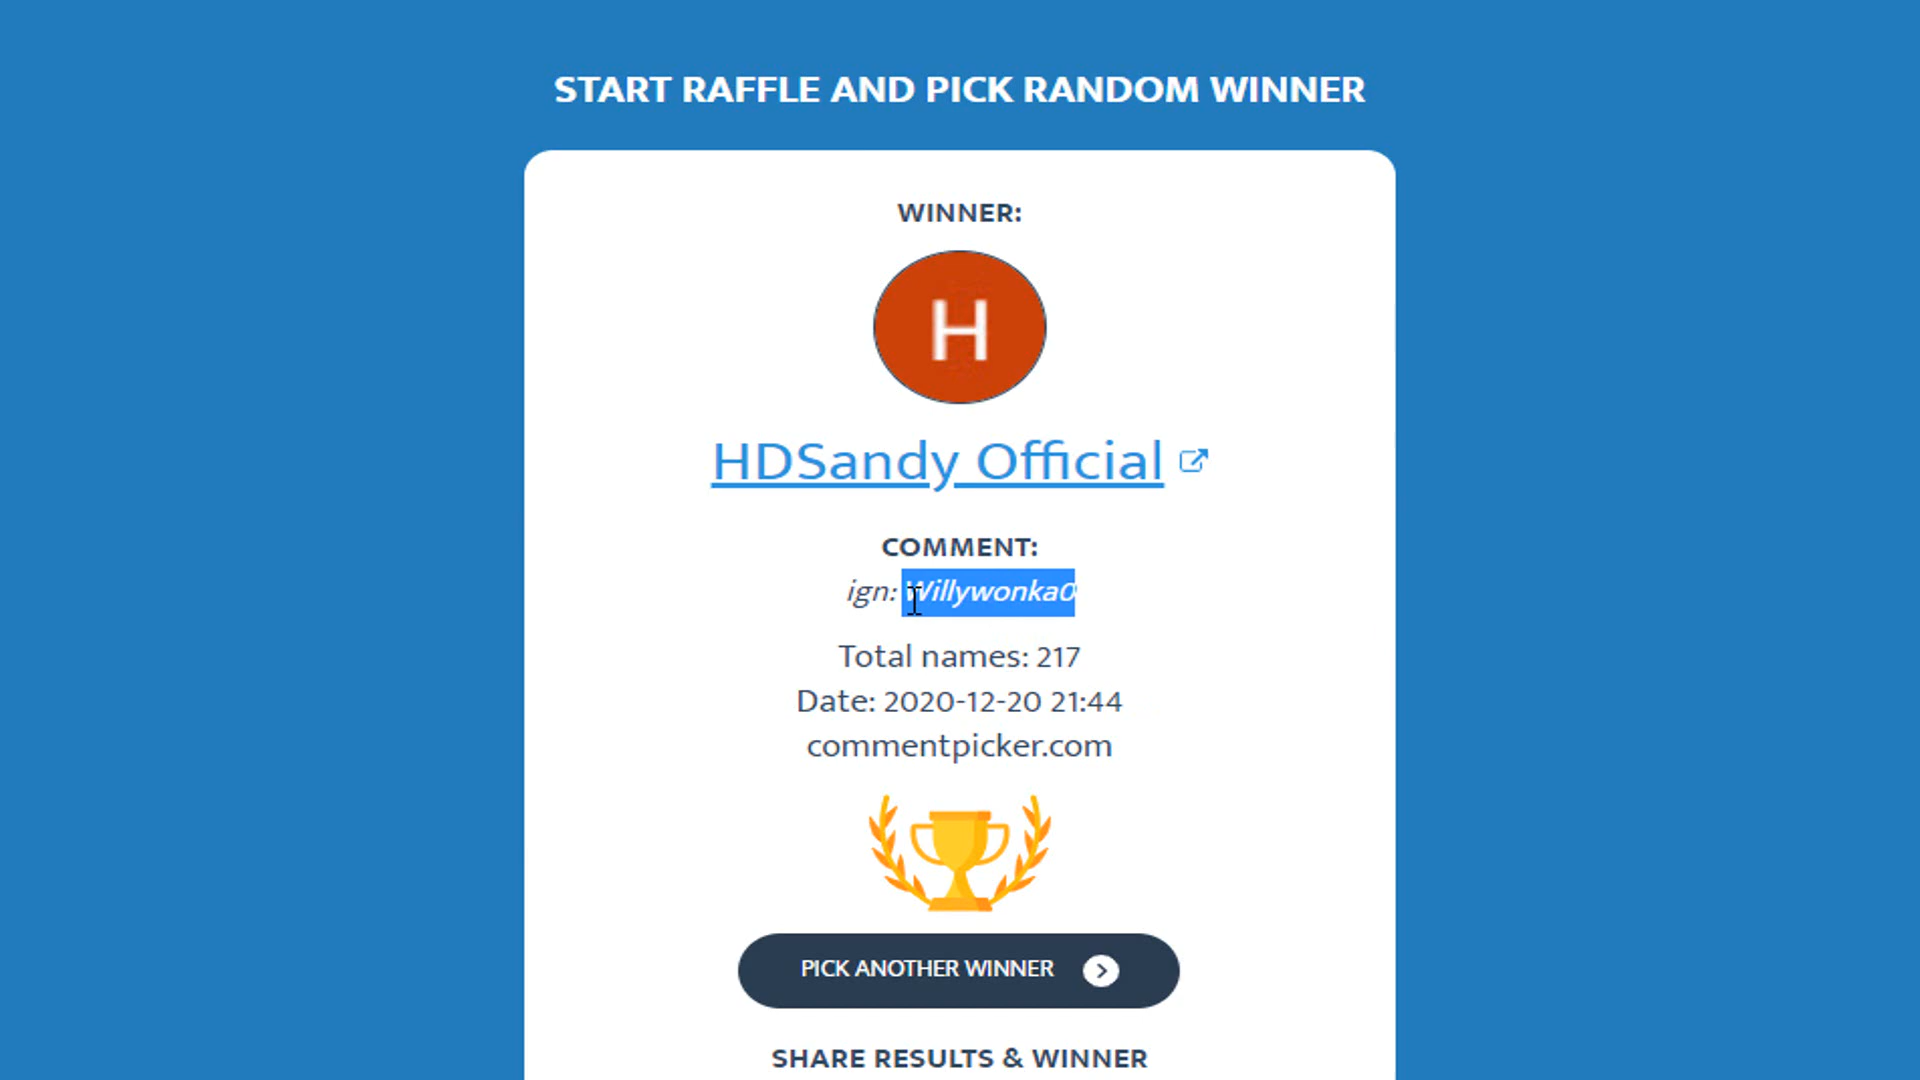 START RAFFLE AND PICK RANDOM WINNER
WINNER:
H
HDSandy Official
COMMENT:
ign: Willywonka0
Total names: 217
Date: 2020-12-20 21:44
commentpicker.com
PICK ANOTHER WINNER
SHARE RESULTS & WINNER